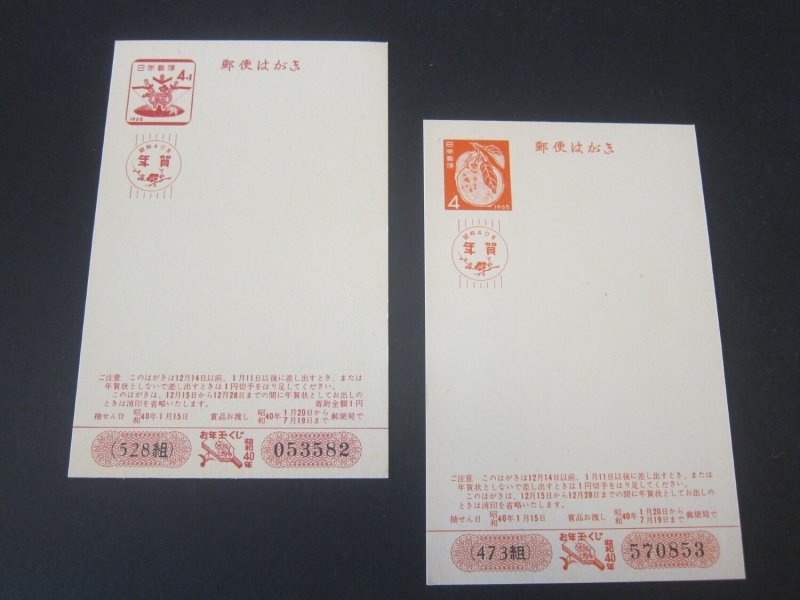 日本郵便
4+1
1965
郵便はがき
昭和40年
年賀
ご注意 このはがきは12月14日以前、1月11日以後に差し出すとき、または
年賀状としないで差し出すときは1円切手をはり足してください。
このはがきは、12月15日から12月28日までの間に年賀状としてお出しの
ときは消印を省略いたします。 寄附金額1円
抽せん日 昭和40年1月15日 賞品お渡し 昭和40年1月20日から7月19日まで郵便局で
(528組)
お年玉くじ
昭和40年
053582
日本郵便
4
1965
郵便はがき
昭和40年
年賀
ご注意 このはがきは12月14日以前、1月11日以後に差し出すとき、または
年賀状としないで差し出すときは1円切手をはり足してください。
このはがきは、12月15日から12月28日までの間に年賀状としてお出しの
ときは消印を省略いたします。
抽せん日 昭和40年1月15日 賞品お渡し 昭和40年1月20日から7月19日まで郵便局で
(473組)
お年玉くじ
昭和40年
570853